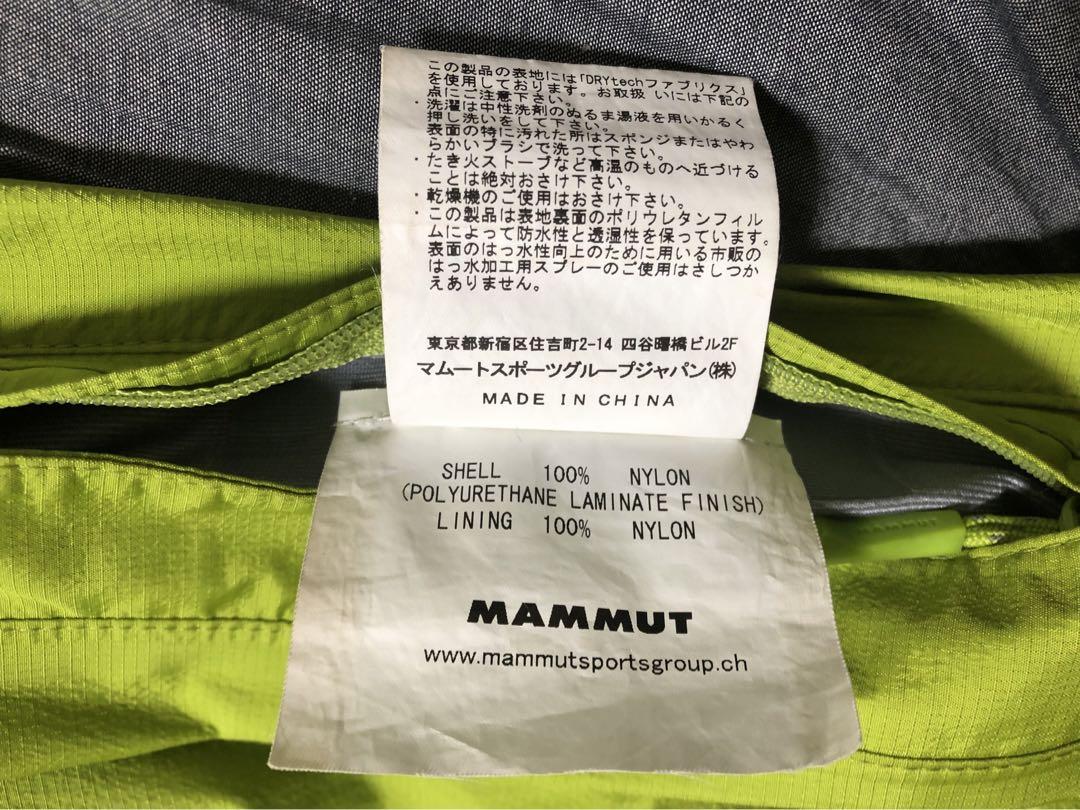 この製品の表地には「DRYtechファブリクス」
を使用しております。お取扱 いには下記の
点にご注意下さい。
・洗濯は中性洗剤のぬるま湯液を用いかるく
押し洗いをして下さい。
表面の特に汚れた所はスポンジまたはやわ
らかいブラシで洗って下さい。
・たき火ストーブなど高温のものへ近づける
ことは絶対おさけ下さい。
・乾燥機のご使用はおさけ下さい。
・この製品は表地裏面のポリウレタンフィル
ムによって防水性と透湿性を保っています。
表面のはっ水性向上のために用いる市販の
はっ水加工用スプレーのご使用はさしつか
えありません。
東京都新宿区住吉町2-14 四谷曙橋ビル2F
マムートスポーツグループジャパン(株)
MADE IN CHINA
SHELL 100% NYLON
(POLYURETHANE LAMINATE FINISH)
LINING 100% NYLON
MAMMUT
www.mammutsportsgroup.ch